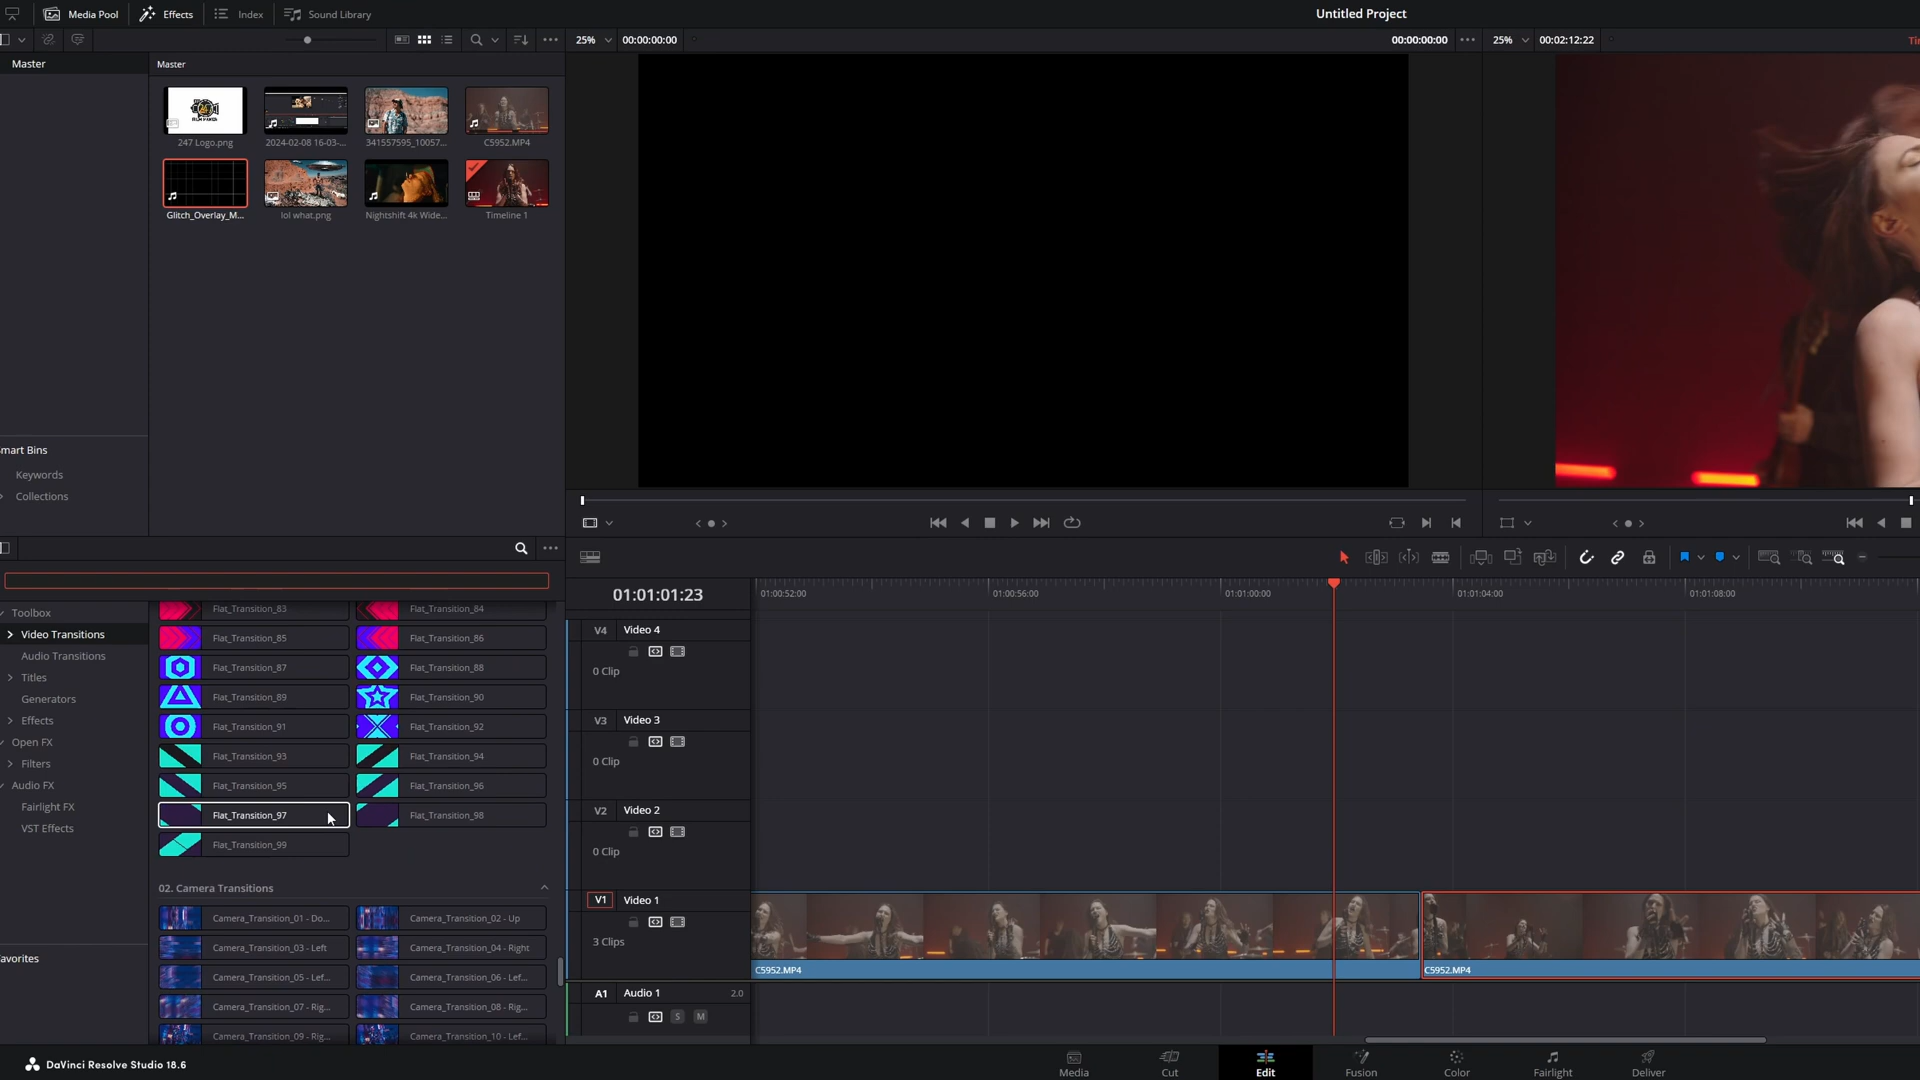 Media Pool
Effects
Index
Sound Library
Untitled Project
25%
00:00:00:00
00:00:00:00
25%
00:02:12:22
Master
Master
247 Logo.png
2024-02-08 16-03-...
341557595_10057...
C5952.MP4
Glitch_Overlay_M...
lol what.png
Nightshift 4k Wide...
Timeline 1
mart Bins
Keywords
Collections
Toolbox
Video Transitions
Audio Transitions
Titles
Generators
Effects
Open FX
Filters
Audio FX
Fairlight FX
VST Effects
avorites
Flat_Transition_83
Flat_Transition_84
Flat_Transition_85
Flat_Transition_86
Flat_Transition_87
Flat_Transition_88
Flat_Transition_89
Flat_Transition_90
Flat_Transition_91
Flat_Transition_92
Flat_Transition_93
Flat_Transition_94
Flat_Transition_95
Flat_Transition_96
Flat_Transition_97
Flat_Transition_98
Flat_Transition_99
02. Camera Transitions
Camera_Transition_01 - Do...
Camera_Transition_02 - Up
Camera_Transition_03 - Left
Camera_Transition_04 - Right
Camera_Transition_05 - Lef...
Camera_Transition_06 - Lef...
Camera_Transition_07 - Rig...
Camera_Transition_08 - Rig...
Camera_Transition_09 - Rig...
Camera_Transition_10 - Lef...
01:01:01:23
01:00:52:00
01:00:56:00
01:01:00:00
01:01:04:00
01:01:08:00
V4 Video 4
0 Clip
V3 Video 3
0 Clip
V2 Video 2
0 Clip
V1 Video 1
3 Clips
C5952.MP4
C5952.MP4
A1 Audio 1 2.0
S M
DaVinci Resolve Studio 18.6
Media
Cut
Edit
Fusion
Color
Fairlight
Deliver